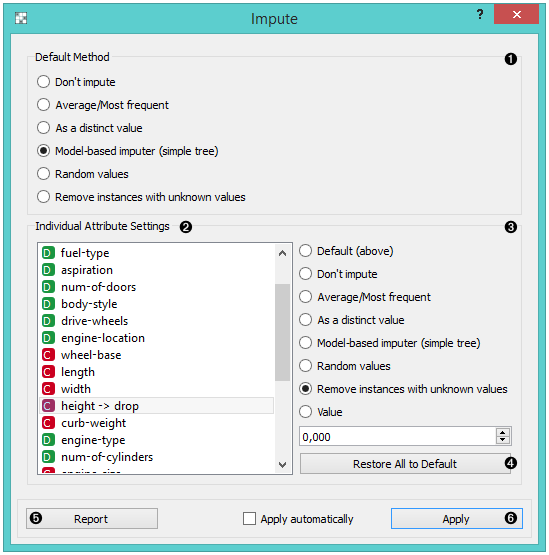 Impute
? ×
Default Method
❶
Don't impute
Average/Most frequent
As a distinct value
Model-based imputer (simple tree)
Random values
Remove instances with unknown values
Individual Attribute Settings ❷
❸
D fuel-type
D aspiration
D num-of-doors
D body-style
D drive-wheels
D engine-location
C wheel-base
C length
C width
C height -> drop
C curb-weight
D engine-type
D num-of-cylinders
C engine-size
Default (above)
Don't impute
Average/Most frequent
As a distinct value
Model-based imputer (simple tree)
Random values
Remove instances with unknown values
Value
0,000
Restore All to Default ❹
❺ Report
Apply automatically
Apply ❻